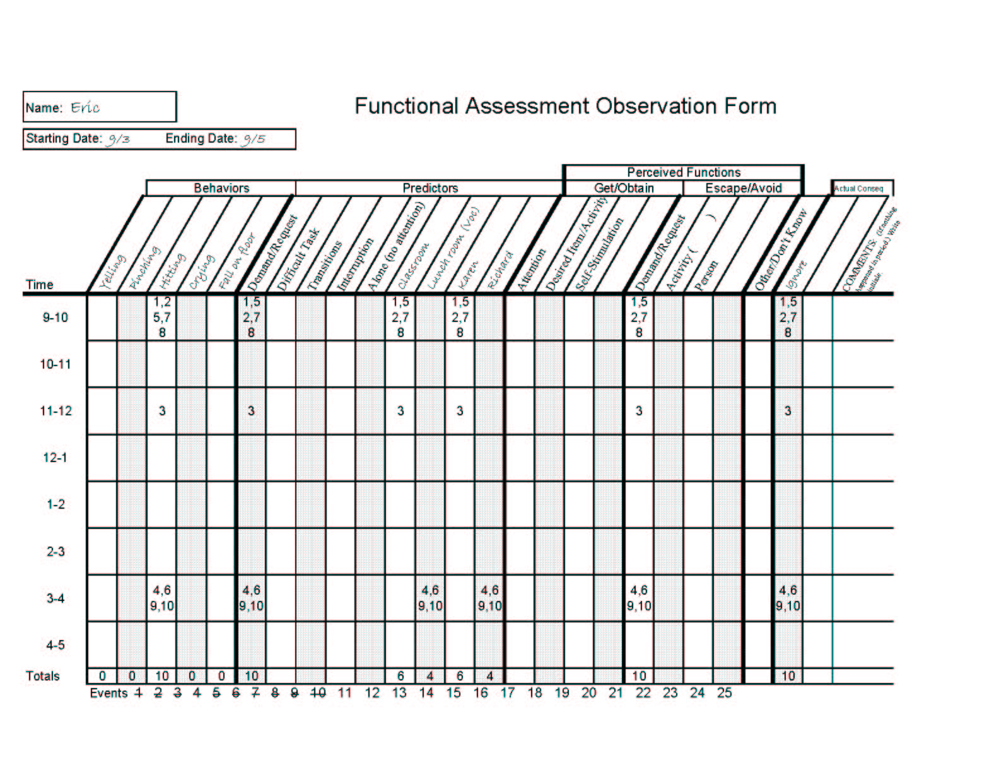 Name: Eric
Functional Assessment Observation Form
Starting Date: 9/3 Ending Date: 9/5
Perceived Functions
Behaviors Predictors Get/Obtain Escape/Avoid Actual Conseq
Time Yelling Pinching Hitting Crying Fall on floor Demand/Request Difficult Task Transitions Interruption Alone (no attention) Classroom Lunch room (voc) Karen Richard Attention Desired Item/Activity Self-Stimulation Demand/Request Activity ( ) Person Other/Don't Know Ignore COMMENTS: (If nothing happened in period) Write initials.
1,2 1,5 1,5 1,5 1,5 1,5
9-10 5,7 2,7 2,7 2,7 2,7 2,7
8 8 8 8 8 8
10-11
11-12 3 3 3 3 3 3
12-1
1-2
2-3
4,6 4,6 4,6 4,6 4,6 4,6
3-4
9,10 9,10 9,10 9,10 9,10 9,10
4-5
Totals 0 0 10 0 0 10 6 4 6 4 10 10
Events 1 2 3 4 5 6 7 8 9 10 11 12 13 14 15 16 17 18 19 20 21 22 23 24 25